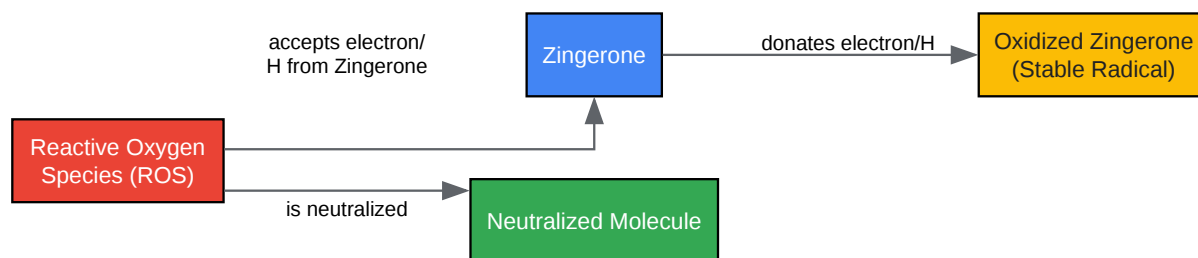 accepts electron/
H from Zingerone
Zingerone
donates electron/H
Oxidized Zingerone
(Stable Radical)
Reactive Oxygen
Species (ROS)
is neutralized
Neutralized Molecule